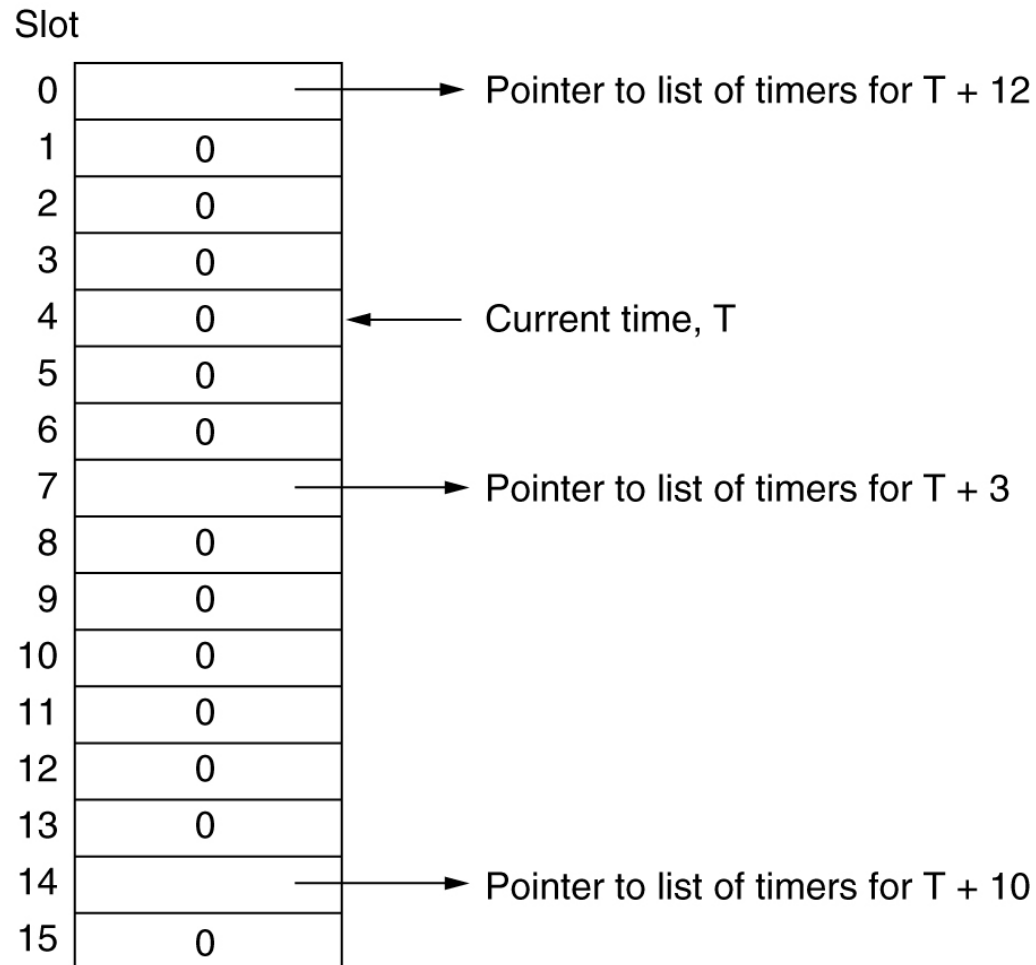 Slot
0 Pointer to list of timers for T + 12
1 0
2 0
3 0
4 0 Current time, T
5 0
6 0
7 Pointer to list of timers for T + 3
8 0
9 0
10 0
11 0
12 0
13 0
14 Pointer to list of timers for T + 10
15 0